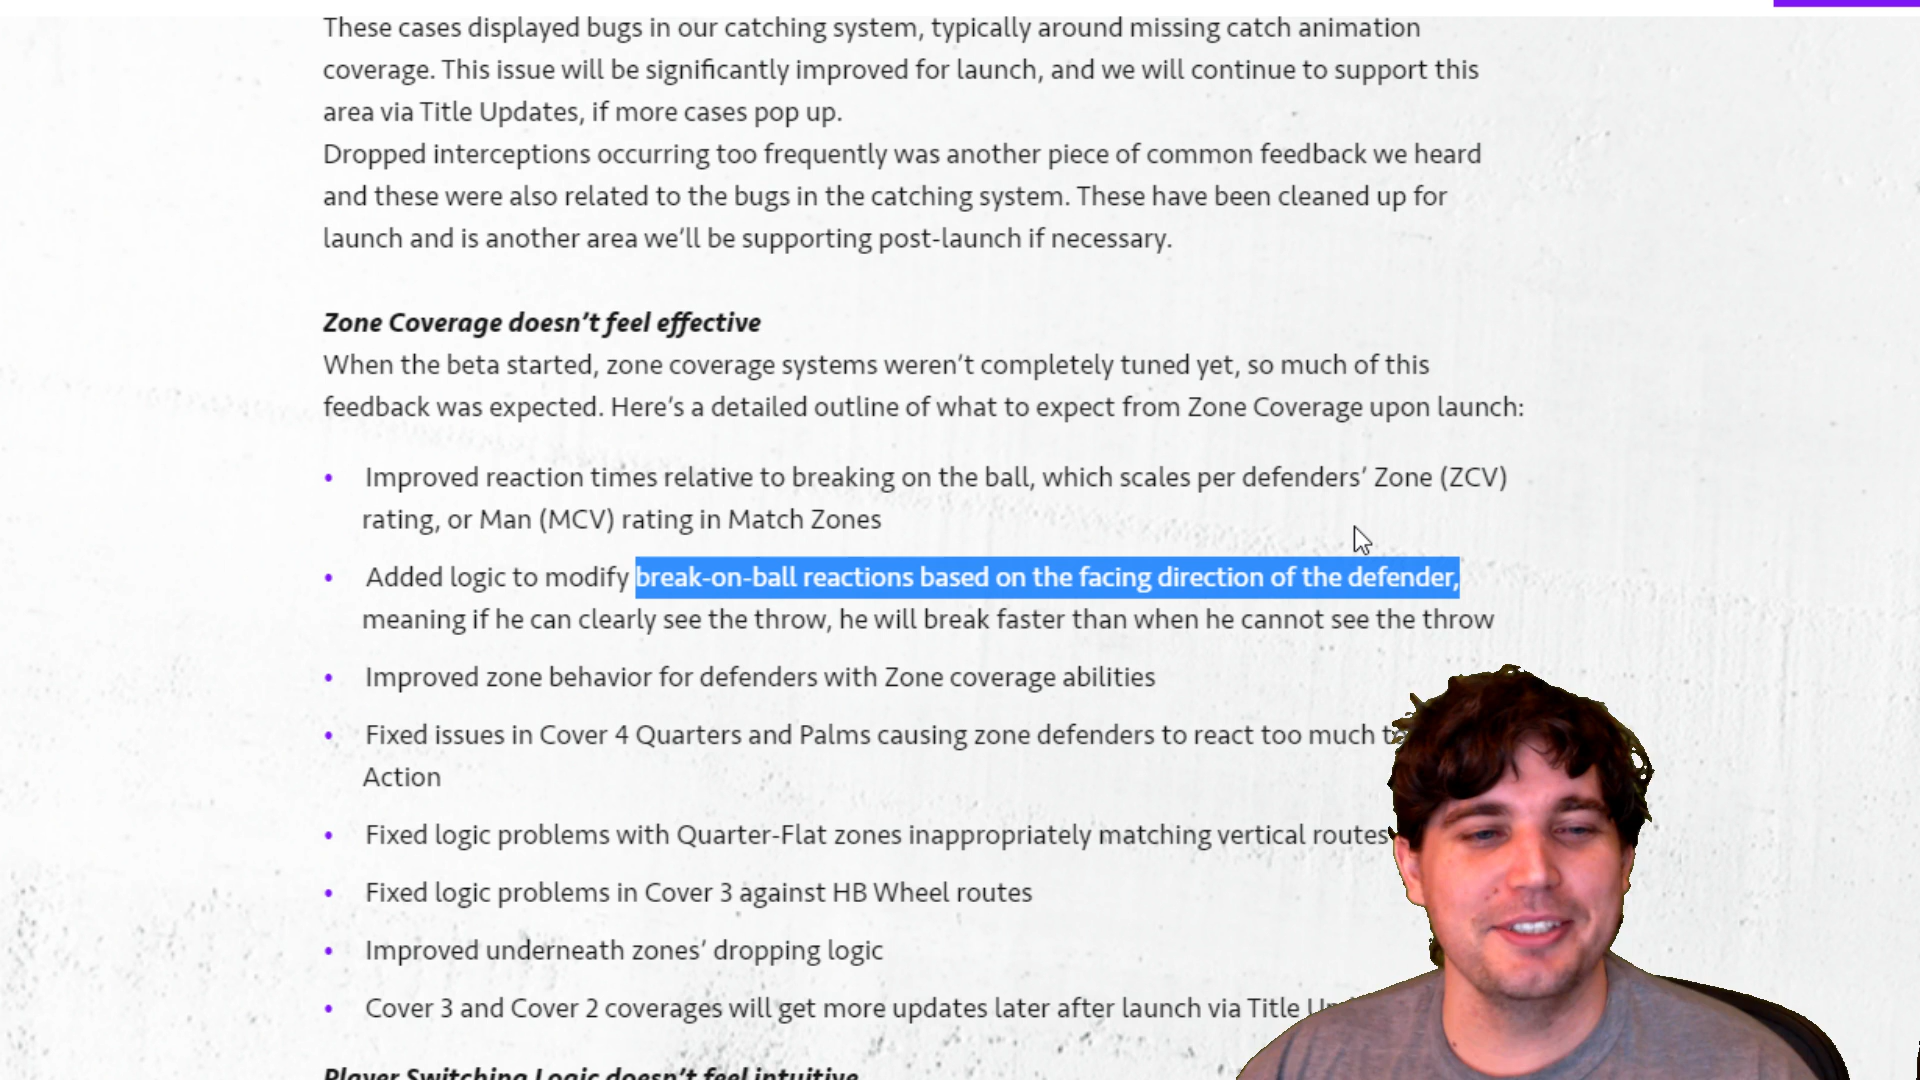 These cases displayed bugs in our catching system, typically around missing catch animation
coverage. This issue will be significantly improved for launch, and we will continue to support this
area via Title Updates, if more cases pop up.
Dropped interceptions occurring too frequently was another piece of common feedback we heard
and these were also related to the bugs in the catching system. These have been cleaned up for
launch and is another area we’ll be supporting post-launch if necessary.
Zone Coverage doesn’t feel effective
When the beta started, zone coverage systems weren’t completely tuned yet, so much of this
feedback was expected. Here’s a detailed outline of what to expect from Zone Coverage upon launch:
• Improved reaction times relative to breaking on the ball, which scales per defenders’ Zone (ZCV)
rating, or Man (MCV) rating in Match Zones
• Added logic to modify break-on-ball reactions based on the facing direction of the defender,
meaning if he can clearly see the throw, he will break faster than when he cannot see the throw
• Improved zone behavior for defenders with Zone coverage abilities
• Fixed issues in Cover 4 Quarters and Palms causing zone defenders to react too much
Action
• Fixed logic problems with Quarter-Flat zones inappropriately matching vertical routes
• Fixed logic problems in Cover 3 against HB Wheel routes
• Improved underneath zones’ dropping logic
• Cover 3 and Cover 2 coverages will get more updates later after launch via Title
Player Switching Logic doesn’t feel intuitive